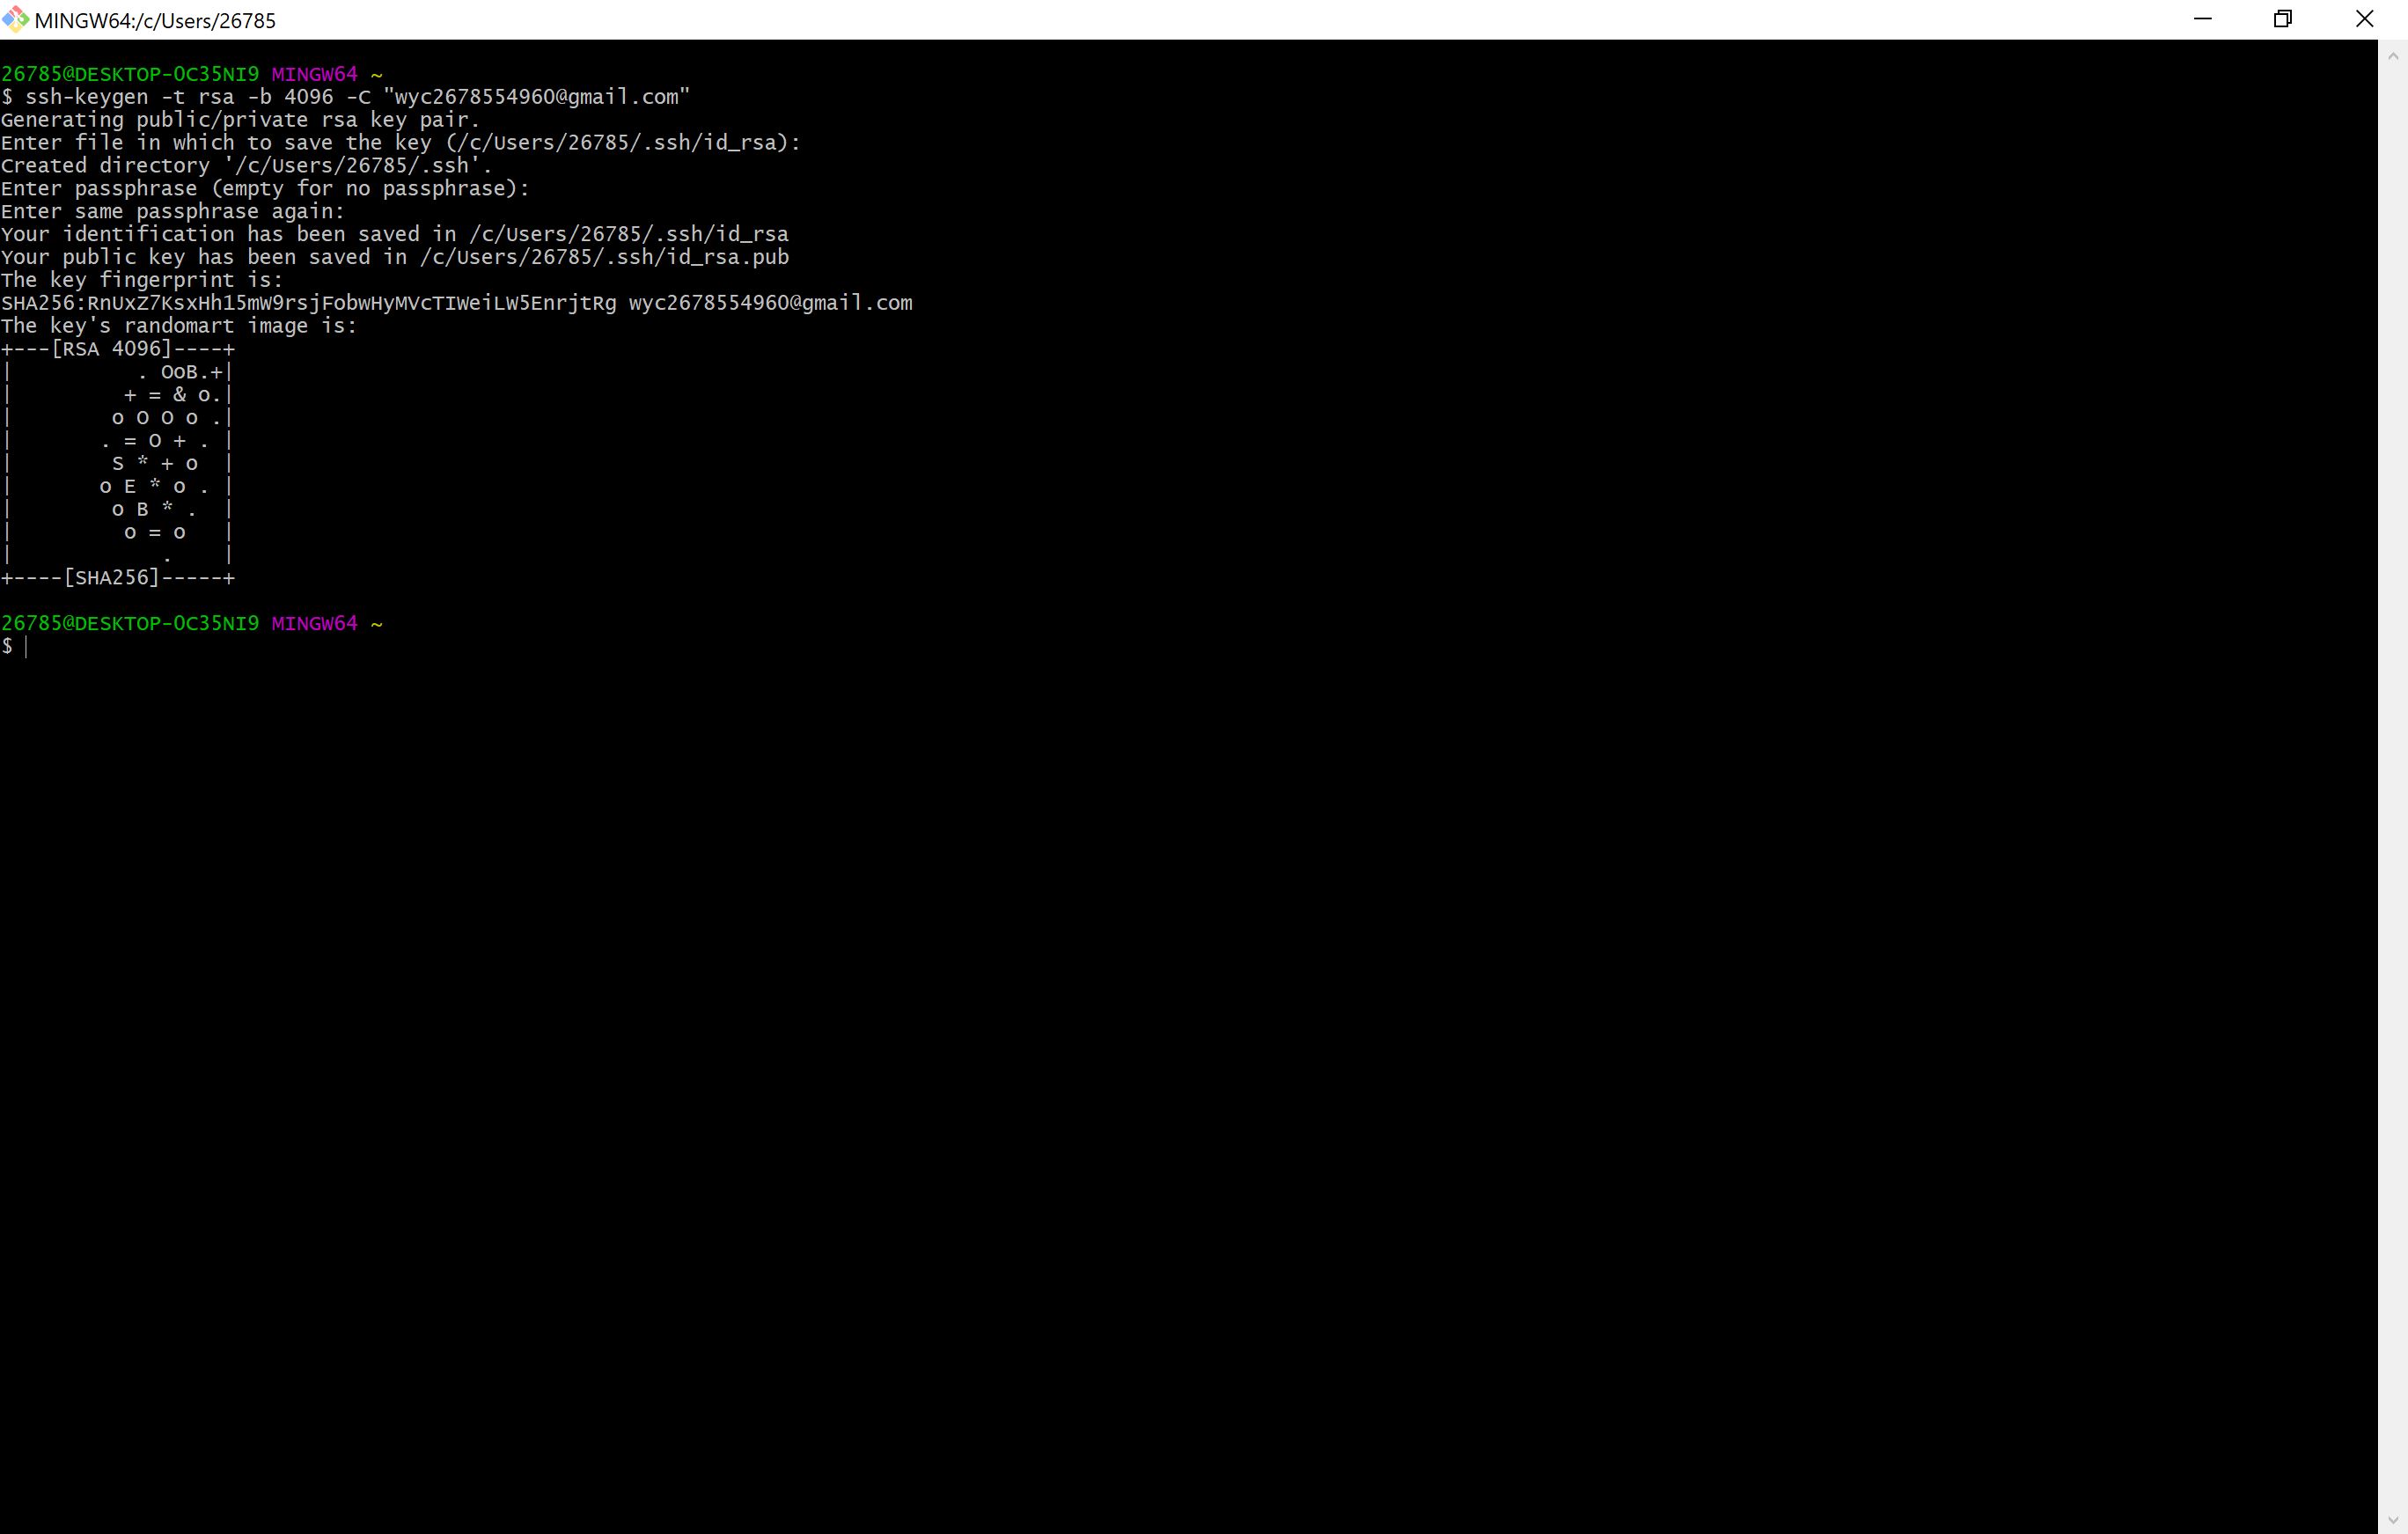 MINGW64:/c/Users/26785
26785@DESKTOP-OC35NI9 MINGW64 ~
$ ssh-keygen -t rsa -b 4096 -C "wyc2678554960@gmail.com"
Generating public/private rsa key pair.
Enter file in which to save the key (/c/Users/26785/.ssh/id_rsa):
Created directory '/c/Users/26785/.ssh'.
Enter passphrase (empty for no passphrase):
Enter same passphrase again:
Your identification has been saved in /c/Users/26785/.ssh/id_rsa
Your public key has been saved in /c/Users/26785/.ssh/id_rsa.pub
The key fingerprint is:
SHA256:RnUxZ7KsxHh15mW9rsjFobwHyMVcTIWeiLW5EnrjtRg wyc2678554960@gmail.com
The key's randomart image is:
+---[RSA 4096]----+
|           . OoB.+|
|          + = & o.|
|         o O O o .|
|        . = O + . |
|         S * + o  |
|        o E * o . |
|         o B * .  |
|          o = o   |
|             .    |
+----[SHA256]-----+
26785@DESKTOP-OC35NI9 MINGW64 ~
$